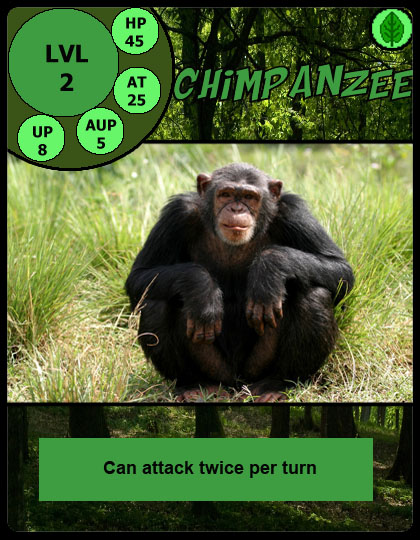 LVL
2
HP
45
AT
25
AUP
5
UP
8
CHiMPANZEE
Can attack twice per turn